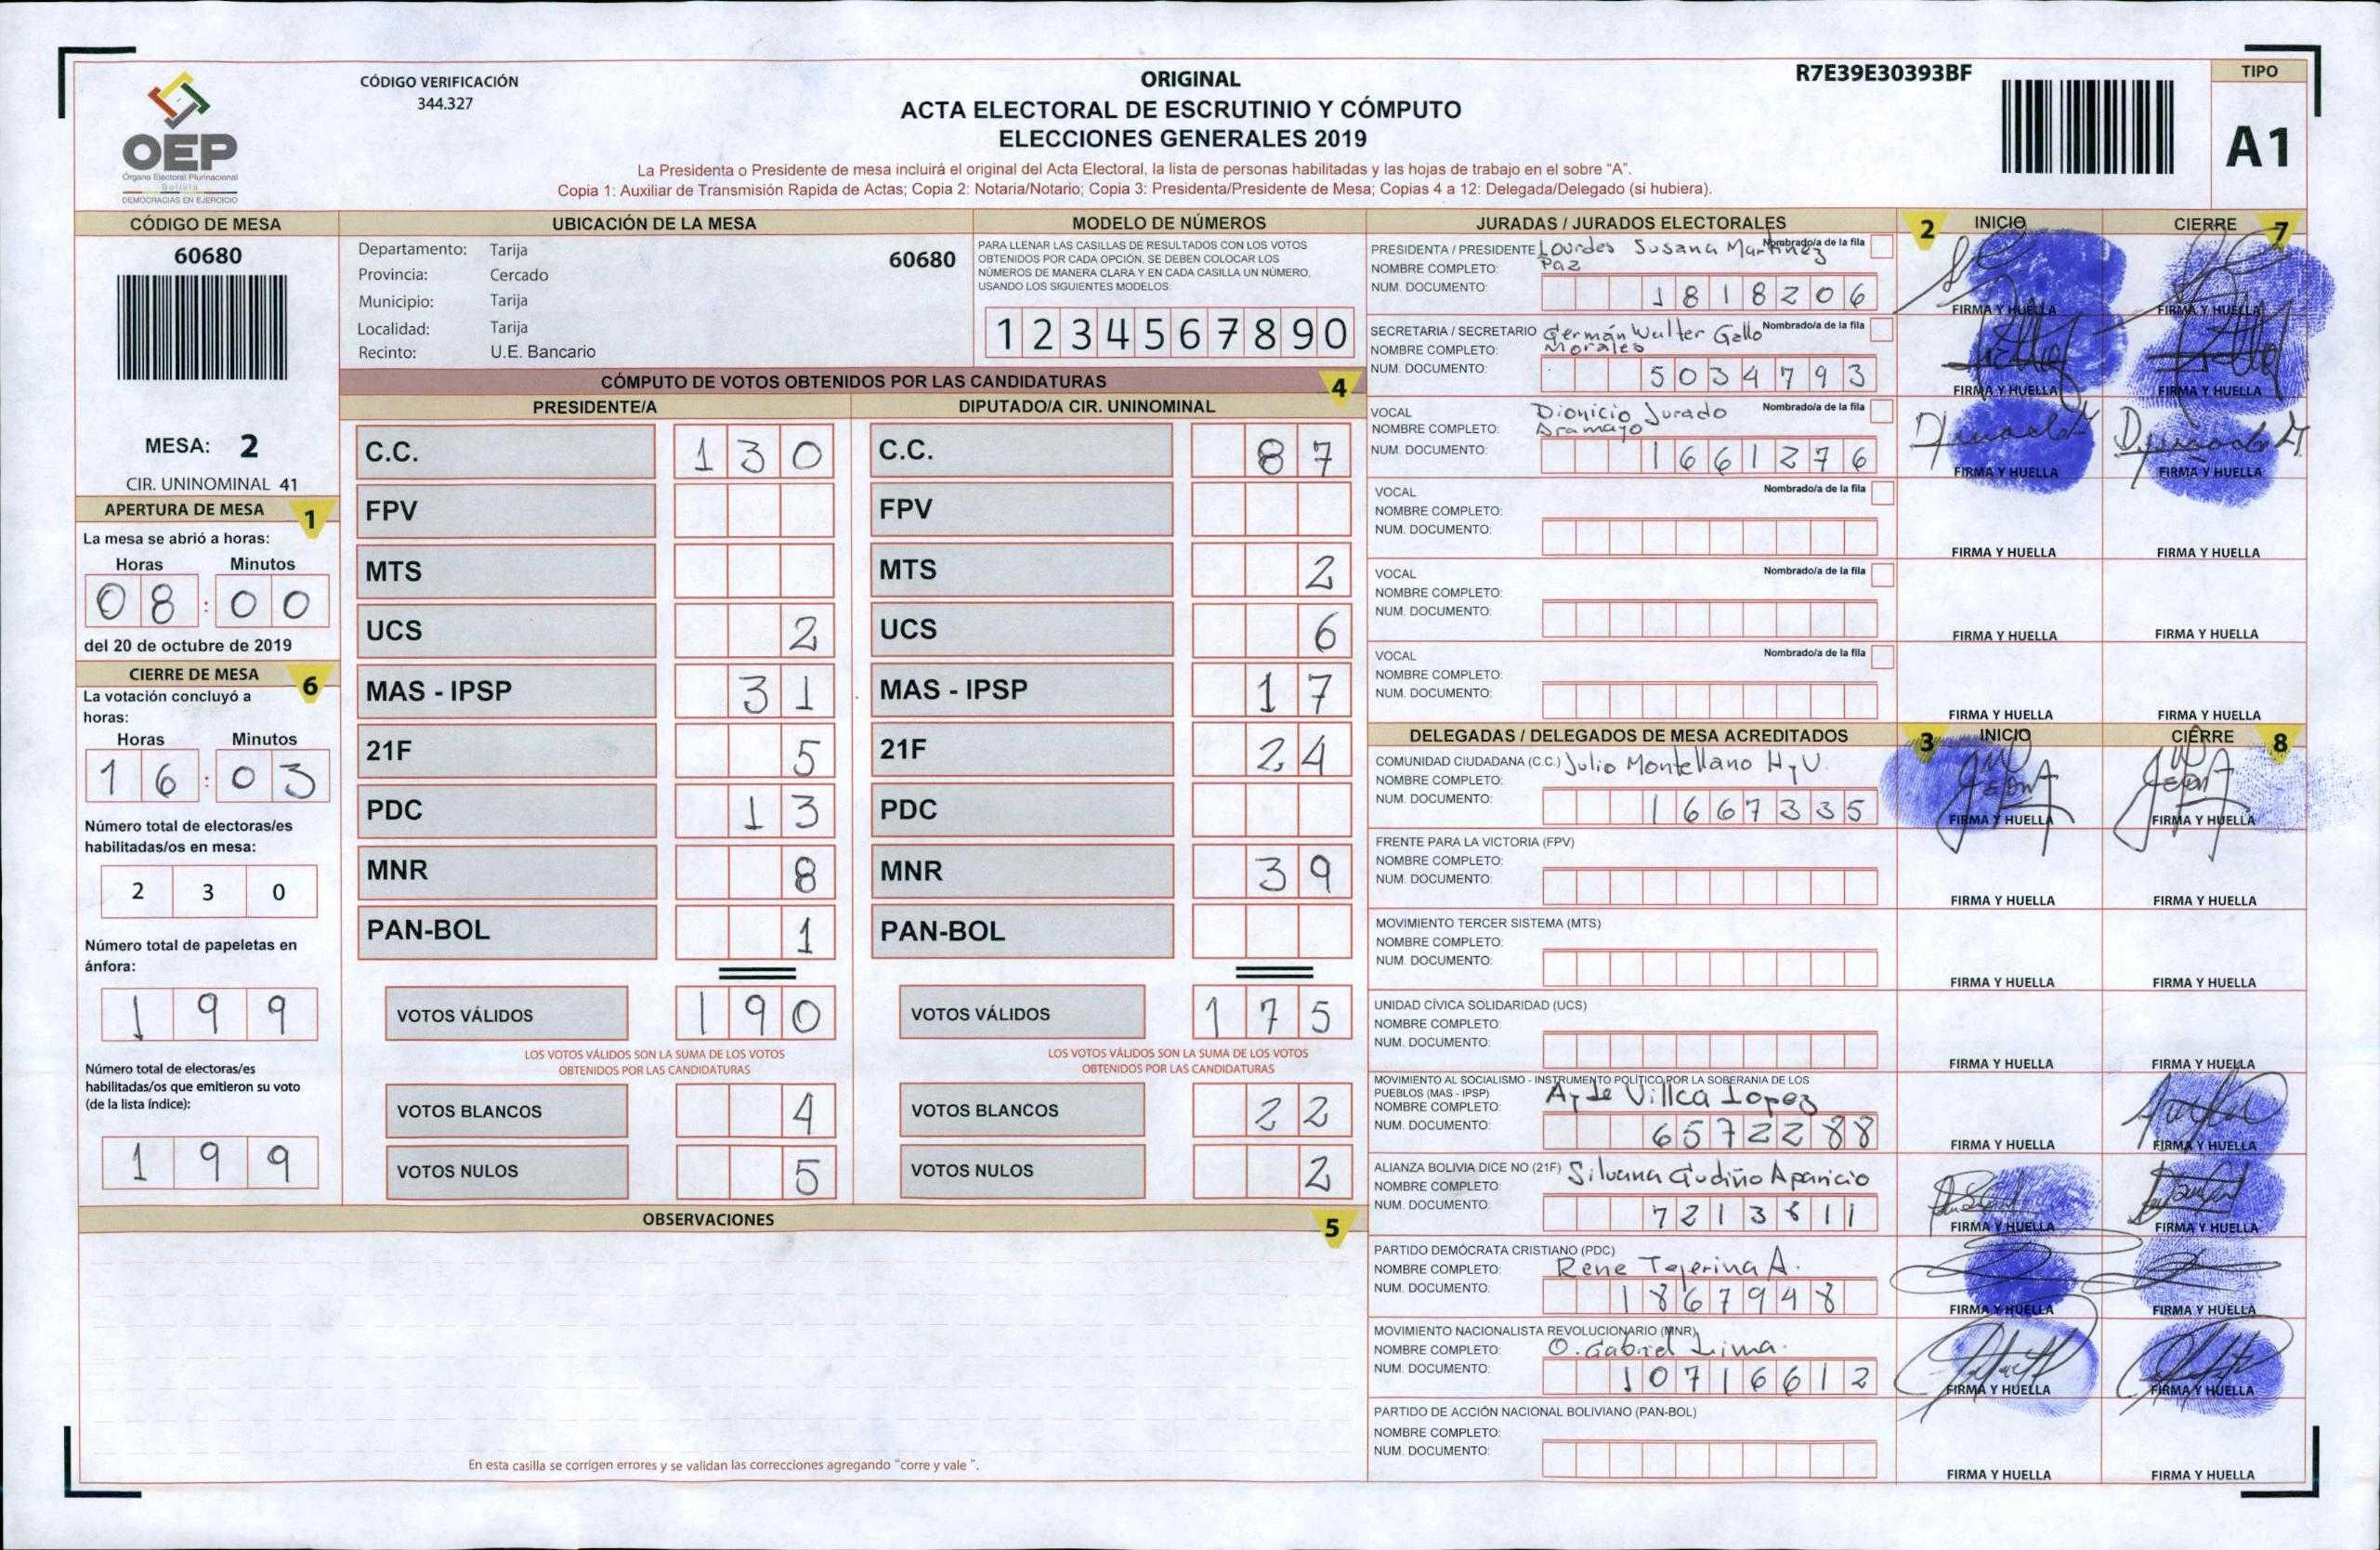 OEP
Órgano Electoral Plurinacional
Bolivia
DEMOCRACIAS EN EJERCICIO
CÓDIGO VERIFICACIÓN
344.327
ORIGINAL
ACTA ELECTORAL DE ESCRUTINIO Y CÓMPUTO
ELECCIONES GENERALES 2019
La Presidenta o Presidente de mesa incluirá el original del Acta Electoral, la lista de personas habilitadas y las hojas de trabajo en el sobre "A".
Copia 1: Auxiliar de Transmisión Rapida de Actas; Copia 2: Notaria/Notario; Copia 3: Presidenta/Presidente de Mesa; Copias 4 a 12: Delegada/Delegado (si hubiera).
R7E39E30393BF
TIPO
A1
CÓDIGO DE MESA
60680
MESA: 2
CIR. UNINOMINAL 41
APERTURA DE MESA 1
La mesa se abrió a horas:
Horas Minutos
08:00
del 20 de octubre de 2019
CIERRE DE MESA 6
La votación concluyó a
horas:
Horas Minutos
16:03
Número total de electoras/es
habilitadas/os en mesa:
230
Número total de papeletas en
ánfora:
199
Número total de electoras/es
habilitadas/os que emitieron su voto
(de la lista índice):
199
UBICACIÓN DE LA MESA
Departamento: Tarija
60680
Provincia: Cercado
Municipio: Tarija
Localidad: Tarija
Recinto: U.E. Bancario
MODELO DE NÚMEROS
PARA LLENAR LAS CASILLAS DE RESULTADOS CON LOS VOTOS
OBTENIDOS POR CADA OPCIÓN, SE DEBEN COLOCAR LOS
NÚMEROS DE MANERA CLARA Y EN CADA CASILLA UN NÚMERO,
USANDO LOS SIGUIENTES MODELOS:
1234567890
CÓMPUTO DE VOTOS OBTENIDOS POR LAS CANDIDATURAS 4
PRESIDENTE/A
C.C. 130
FPV
MTS
UCS 2
MAS - IPSP 31
21F 5
PDC 13
MNR 8
PAN-BOL 1
VOTOS VÁLIDOS 190
LOS VOTOS VÁLIDOS SON LA SUMA DE LOS VOTOS
OBTENIDOS POR LAS CANDIDATURAS
VOTOS BLANCOS 4
VOTOS NULOS 5
DIPUTADO/A CIR. UNINOMINAL
C.C. 87
FPV
MTS 2
UCS 6
MAS - IPSP 17
21F 24
PDC
MNR 39
PAN-BOL
VOTOS VÁLIDOS 175
LOS VOTOS VÁLIDOS SON LA SUMA DE LOS VOTOS
OBTENIDOS POR LAS CANDIDATURAS
VOTOS BLANCOS 22
VOTOS NULOS 2
OBSERVACIONES 5
En esta casilla se corrigen errores y se validan las correcciones agregando "corre y vale ".
JURADAS / JURADOS ELECTORALES 2 INICIO CIERRE 7
PRESIDENTA / PRESIDENTE Lourdes Susana Martinez Nombrado/a de la fila
NOMBRE COMPLETO: Paz
NUM. DOCUMENTO: 1818206
FIRMA Y HUELLA FIRMA Y HUELLA
SECRETARIA / SECRETARIO Germán Walter Gallo Nombrado/a de la fila
NOMBRE COMPLETO: Morales
NUM. DOCUMENTO: 5034793
FIRMA Y HUELLA FIRMA Y HUELLA
VOCAL Dionicio Jurado Nombrado/a de la fila
NOMBRE COMPLETO: Aramayo
NUM. DOCUMENTO: 1661276
FIRMA Y HUELLA FIRMA Y HUELLA
VOCAL Nombrado/a de la fila
NOMBRE COMPLETO:
NUM. DOCUMENTO:
FIRMA Y HUELLA FIRMA Y HUELLA
VOCAL Nombrado/a de la fila
NOMBRE COMPLETO:
NUM. DOCUMENTO:
FIRMA Y HUELLA FIRMA Y HUELLA
VOCAL Nombrado/a de la fila
NOMBRE COMPLETO:
NUM. DOCUMENTO:
FIRMA Y HUELLA FIRMA Y HUELLA
DELEGADAS / DELEGADOS DE MESA ACREDITADOS 3 INICIO CIERRE 8
COMUNIDAD CIUDADANA (C.C.) Julio Montellano H y V.
NOMBRE COMPLETO:
NUM. DOCUMENTO: 1667335
FIRMA Y HUELLA FIRMA Y HUELLA
FRENTE PARA LA VICTORIA (FPV)
NOMBRE COMPLETO:
NUM. DOCUMENTO:
FIRMA Y HUELLA FIRMA Y HUELLA
MOVIMIENTO TERCER SISTEMA (MTS)
NOMBRE COMPLETO:
NUM. DOCUMENTO:
FIRMA Y HUELLA FIRMA Y HUELLA
UNIDAD CÍVICA SOLIDARIDAD (UCS)
NOMBRE COMPLETO:
NUM. DOCUMENTO:
FIRMA Y HUELLA FIRMA Y HUELLA
MOVIMIENTO AL SOCIALISMO - INSTRUMENTO POLÍTICO POR LA SOBERANIA DE LOS
PUEBLOS (MAS - IPSP)
NOMBRE COMPLETO: Ayde Villca Lopez
NUM. DOCUMENTO: 6572288
FIRMA Y HUELLA FIRMA Y HUELLA
ALIANZA BOLIVIA DICE NO (21F) Silvana Gudiño Aparicio
NOMBRE COMPLETO:
NUM. DOCUMENTO:
FIRMA Y HUELLA FIRMA Y HUELLA
PARTIDO DEMÓCRATA CRISTIANO (PDC)
NOMBRE COMPLETO: Rene Tejerina A.
NUM. DOCUMENTO: 1867948
FIRMA Y HUELLA FIRMA Y HUELLA
MOVIMIENTO NACIONALISTA REVOLUCIONARIO (MNR)
NOMBRE COMPLETO: O. Gabriel Lima.
NUM. DOCUMENTO: 10716612
FIRMA Y HUELLA FIRMA Y HUELLA
PARTIDO DE ACCIÓN NACIONAL BOLIVIANO (PAN-BOL)
NOMBRE COMPLETO:
NUM. DOCUMENTO:
FIRMA Y HUELLA FIRMA Y HUELLA